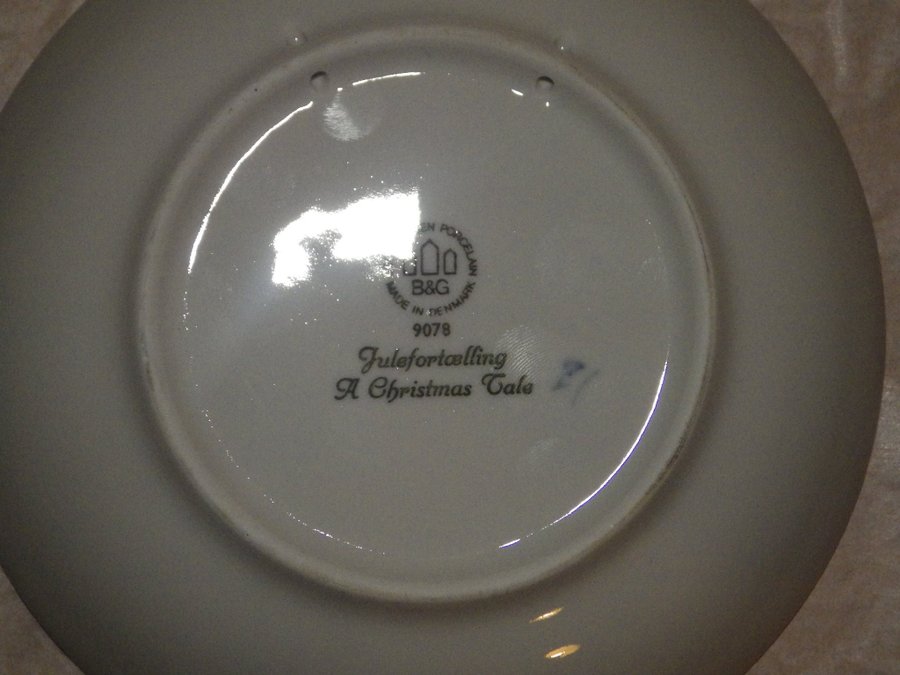 PORCELAIN
B&G
MADE IN DENMARK
9078
Julefortælling
A Christmas Tale